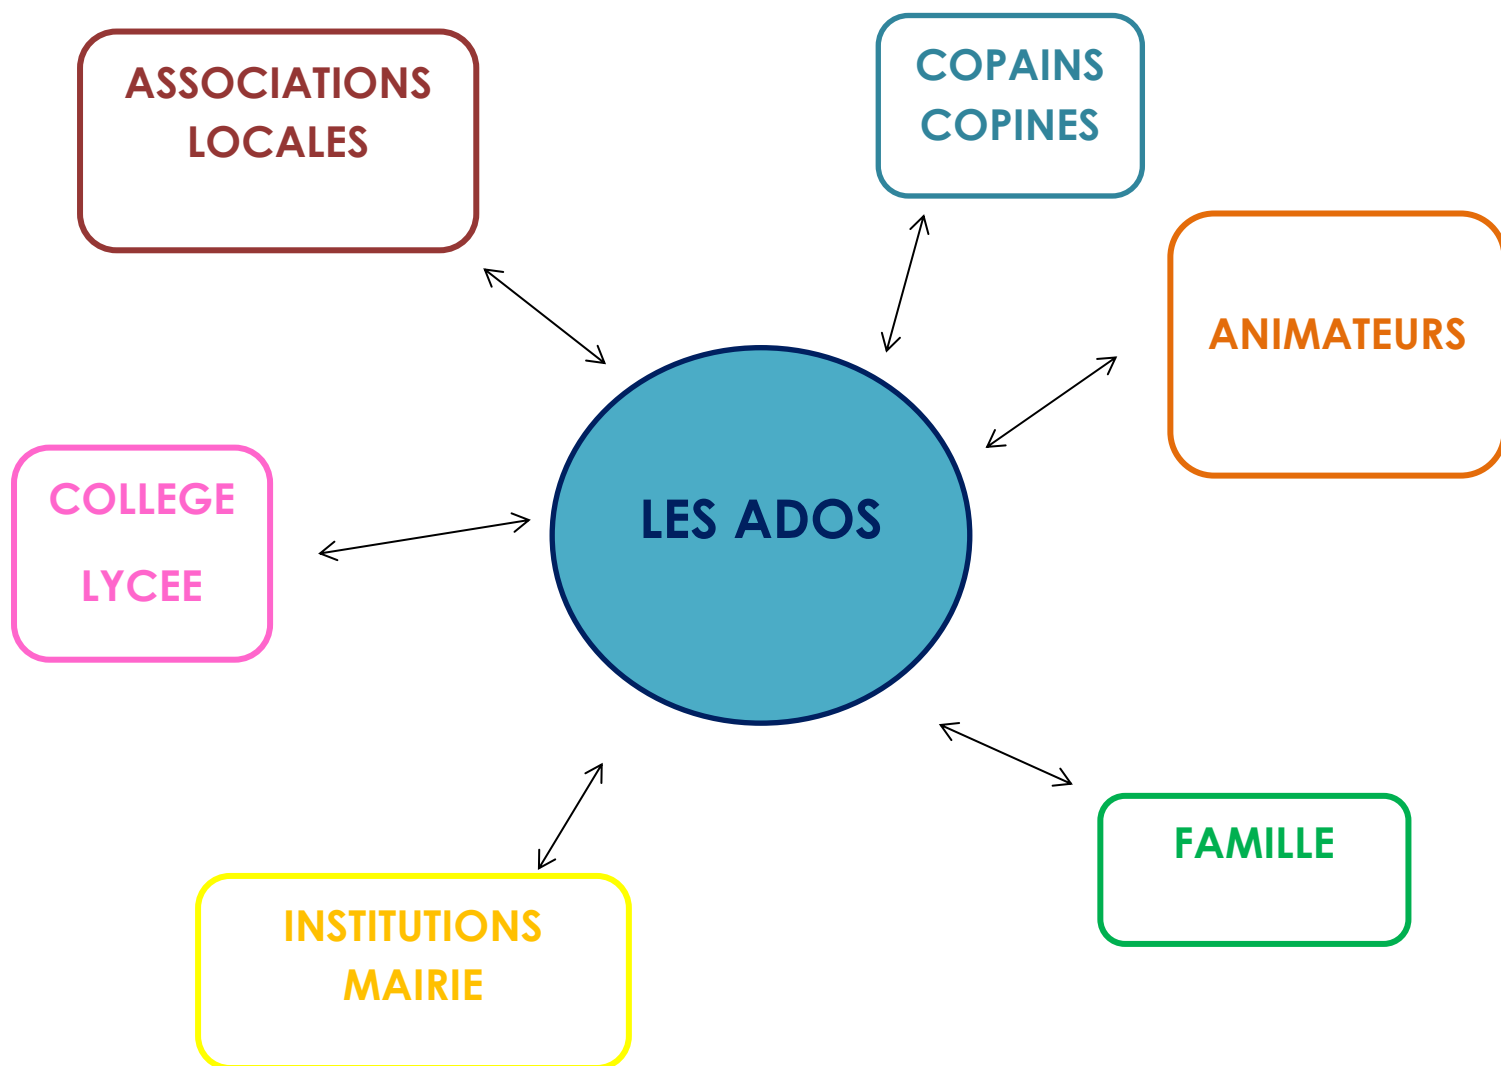 ASSOCIATIONS
LOCALES
COPAINS
COPINES
ANIMATEURS
COLLEGE
LYCEE
LES ADOS
FAMILLE
INSTITUTIONS
MAIRIE